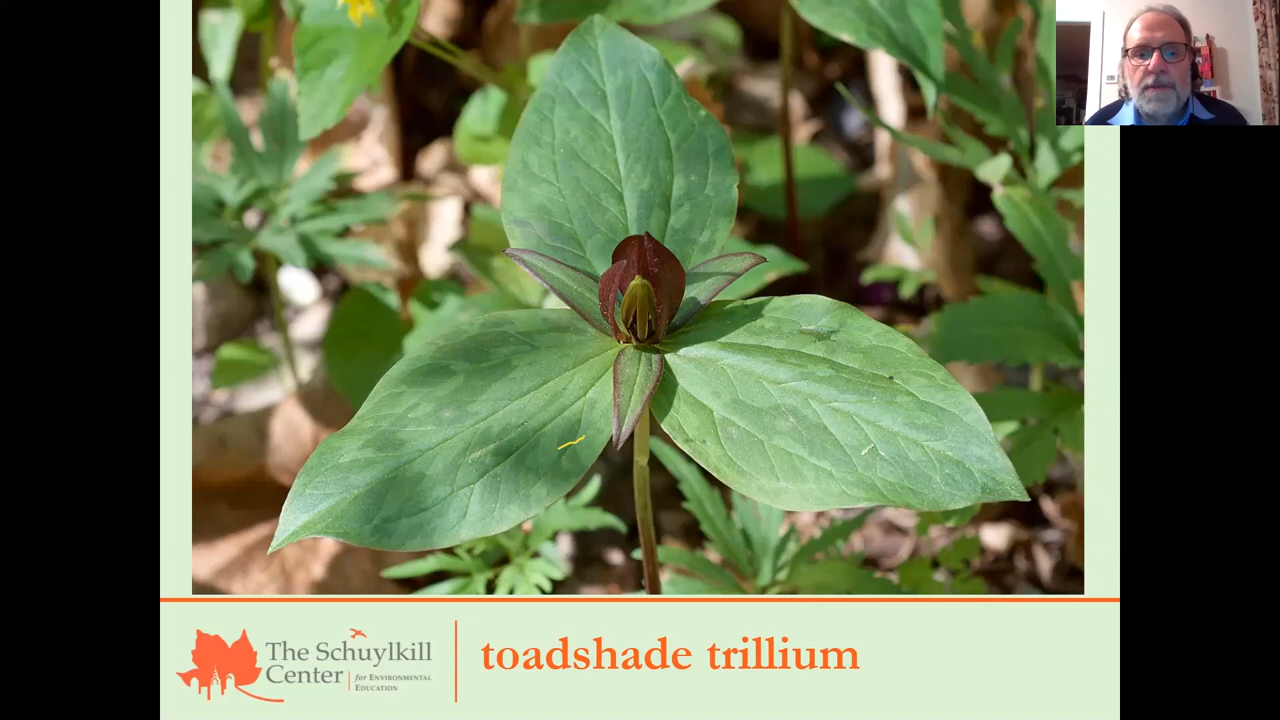 The Schuylkill
Center
for ENVIRONMENTAL
EDUCATION
toadshade trillium